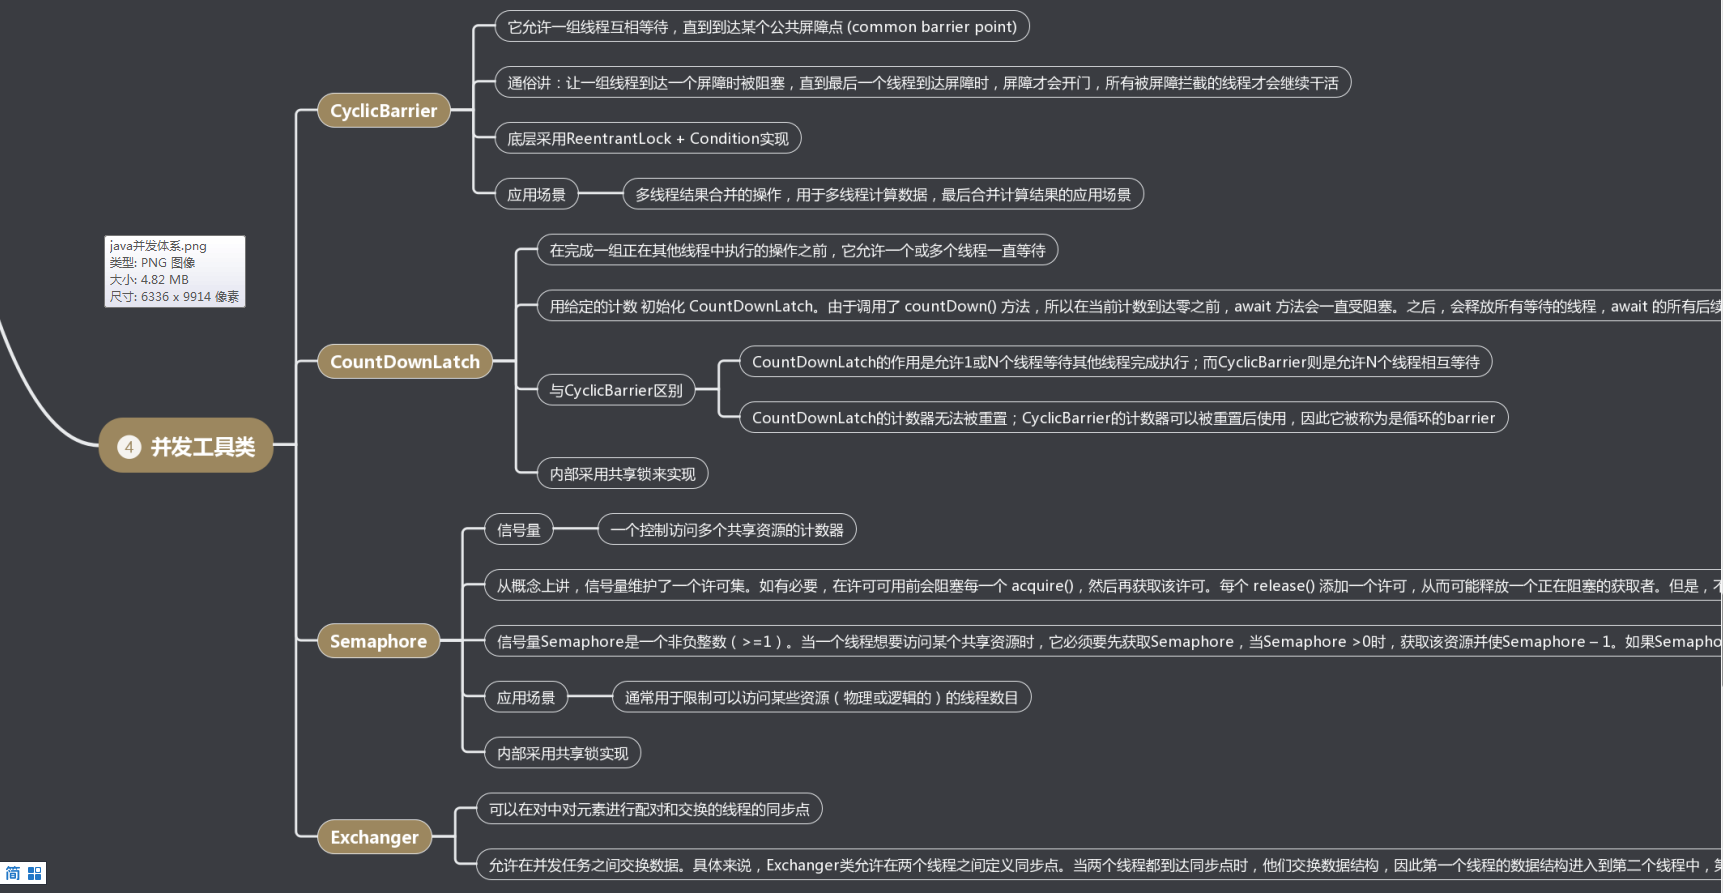 CyclicBarrier
它允许一组线程互相等待，直到到达某个公共屏障点 (common barrier point)
通俗讲：让一组线程到达一个屏障时被阻塞，直到最后一个线程到达屏障时，屏障才会开门，所有被屏障拦截的线程才会继续干活
底层采用ReentrantLock + Condition实现
应用场景
多线程结果合并的操作，用于多线程计算数据，最后合并计算结果的应用场景
java并发体系.png
类型: PNG 图像
大小: 4.82 MB
尺寸: 6336 x 9914 像素
4 并发工具类
CountDownLatch
在完成一组正在其他线程中执行的操作之前，它允许一个或多个线程一直等待
用给定的计数 初始化 CountDownLatch。由于调用了 countDown() 方法，所以在当前计数到达零之前，await 方法会一直受阻塞。之后，会释放所有等待的线程，await 的所有后续
与CyclicBarrier区别
CountDownLatch的作用是允许1或N个线程等待其他线程完成执行；而CyclicBarrier则是允许N个线程相互等待
CountDownLatch的计数器无法被重置；CyclicBarrier的计数器可以被重置后使用，因此它被称为是循环的barrier
内部采用共享锁来实现
Semaphore
信号量
一个控制访问多个共享资源的计数器
从概念上讲，信号量维护了一个许可集。如有必要，在许可可用前会阻塞每一个 acquire()，然后再获取该许可。每个 release() 添加一个许可，从而可能释放一个正在阻塞的获取者。但是，不
信号量Semaphore是一个非负整数（>=1）。当一个线程想要访问某个共享资源时，它必须要先获取Semaphore，当Semaphore >0时，获取该资源并使Semaphore – 1。如果Semapho
应用场景
通常用于限制可以访问某些资源（物理或逻辑的）的线程数目
内部采用共享锁实现
Exchanger
可以在对中对元素进行配对和交换的线程的同步点
允许在并发任务之间交换数据。具体来说，Exchanger类允许在两个线程之间定义同步点。当两个线程都到达同步点时，他们交换数据结构，因此第一个线程的数据结构进入到第二个线程中，第
简